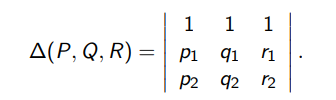 1 1 1
Δ(P, Q, R) = | p₁ q₁ r₁ | .
p₂ q₂ r₂